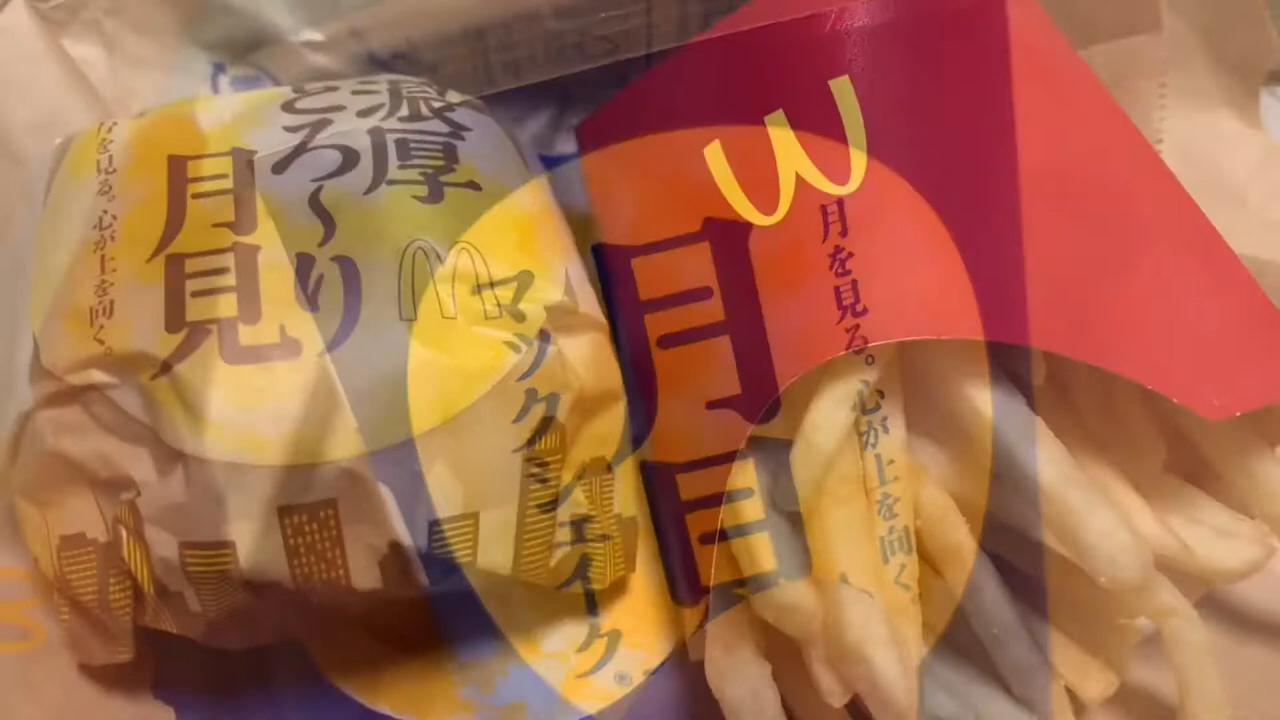 濃厚
とろ〜り
月見
月を見る。心が上を向く。
マックシェイク®
月見
月を見る。心が上を向く